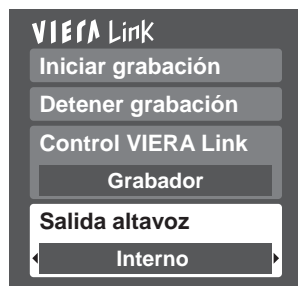 VIERA Link
Iniciar grabación
Detener grabación
Control VIERA Link
Grabador
Salida altavoz
Interno